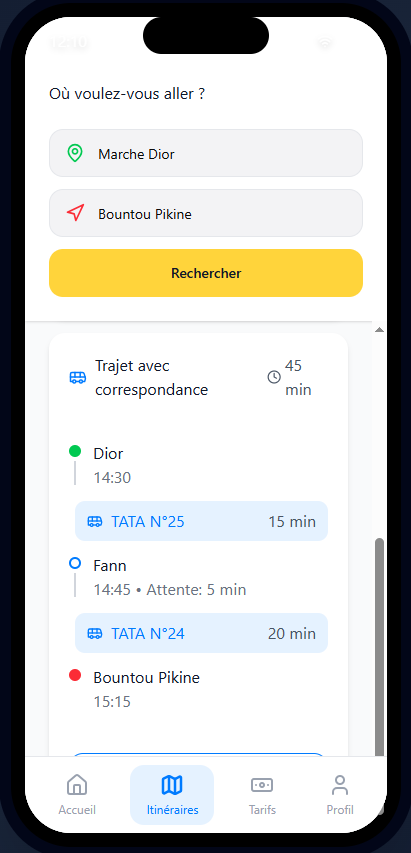 12:10
Où voulez-vous aller ?
Marche Dior
Bountou Pikine
Rechercher
Trajet avec
correspondance
45
min
Dior
14:30
TATA N°25 15 min
Fann
14:45 • Attente: 5 min
TATA N°24 20 min
Bountou Pikine
15:15
Accueil Itinéraires Tarifs Profil